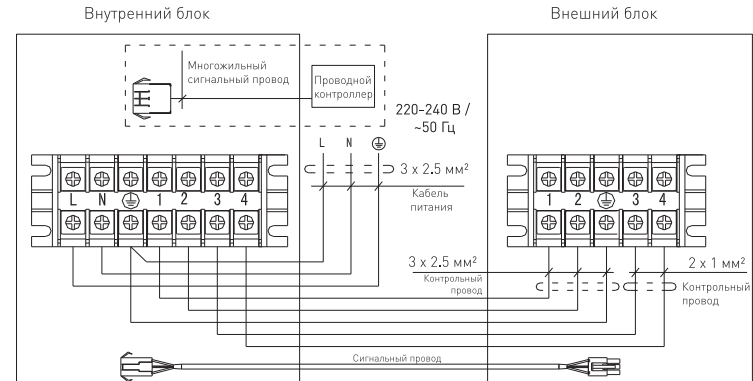 Внутренний блок
Внешний блок
Многожильный
сигнальный провод
Проводной
контроллер
220-240 В /
~50 Гц
L N
3 x 2.5 мм²
Кабель
питания
L N 1 2 3 4
1 2 3 4
3 x 2.5 мм²
Контрольный
провод
2 x 1 мм²
Контрольный
провод
Сигнальный провод